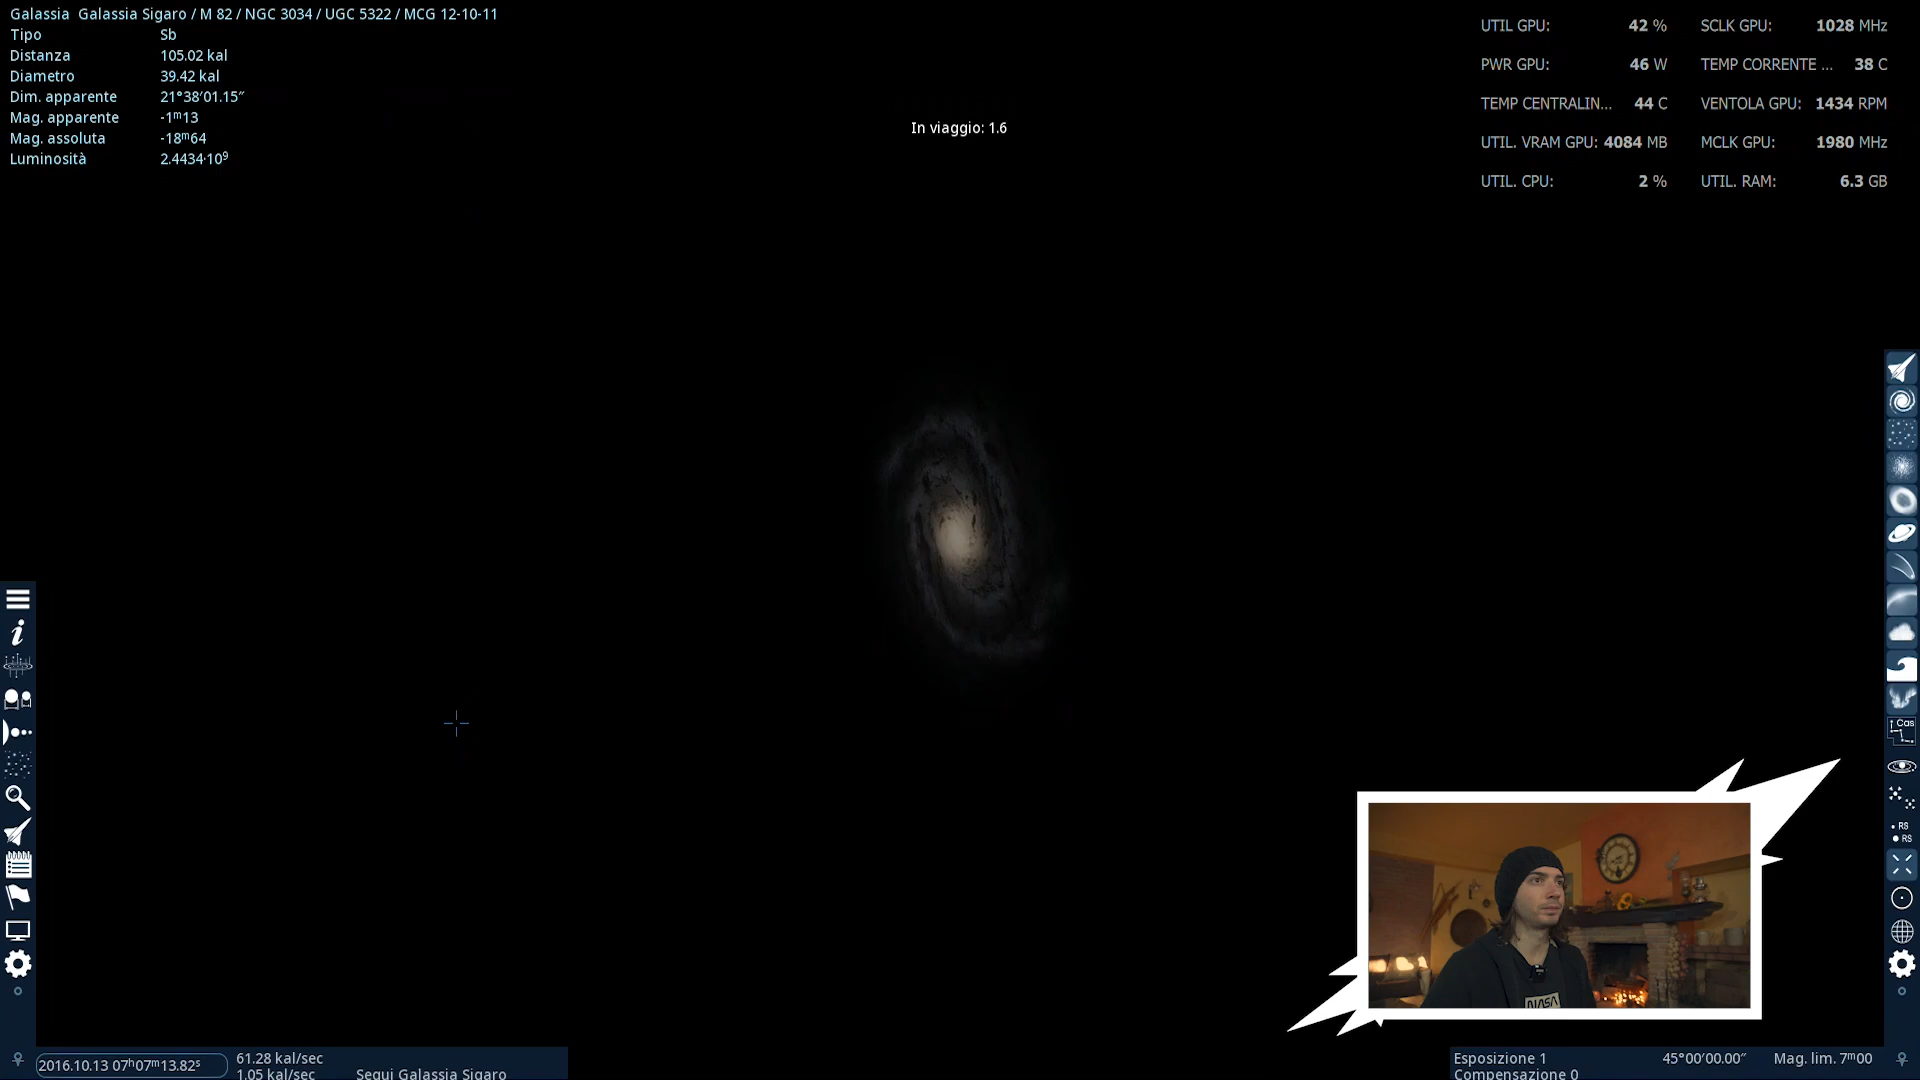 Galassia Galassia Sigaro / M 82 / NGC 3034 / UGC 5322 / MCG 12-10-11
Tipo Sb
Distanza 105.02 kal
Diametro 39.42 kal
Dim. apparente 21°38′01.15″
Mag. apparente -1ᵐ13
Mag. assoluta -18ᵐ64
Luminosità 2.4434·10⁹
In viaggio: 1.6
UTIL GPU: 42 % SCLK GPU: 1028 MHz
PWR GPU: 46 W TEMP CORRENTE ... 38 C
TEMP CENTRALIN... 44 C VENTOLA GPU: 1434 RPM
UTIL. VRAM GPU: 4084 MB MCLK GPU: 1980 MHz
UTIL. CPU: 2 % UTIL. RAM: 6.3 GB
Cas
RS
RS
NASA
2016.10.13 07ʰ07ᵐ13.82ˢ
61.28 kal/sec
1.05 kal/sec Segui Galassia Sigaro
Esposizione 1 45°00′00.00″ Mag. lim. 7ᵐ00
Compensazione 0